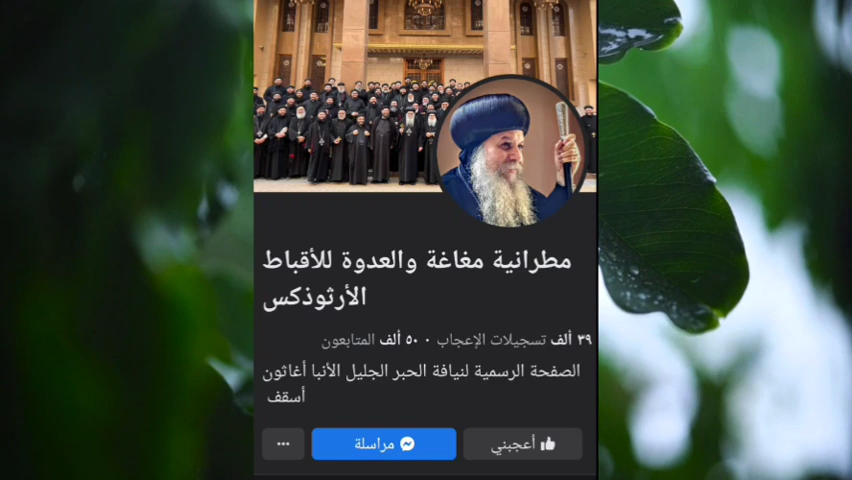 مطرانية مغاغة والعدوة للأقباط
الأرثوذكس
٣٩ ألف تسجيلات الإعجاب · ٥٠ ألف المتابعون
الصفحة الرسمية لنيافة الحبر الجليل الأنبا أغاثون
أسقف
أعجبني مراسلة ...